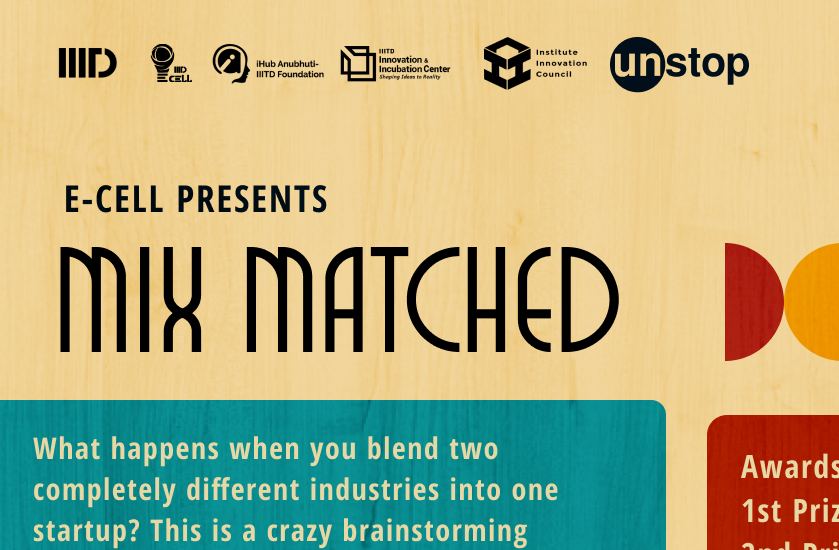 IIITD
IIITD
CELL
iHub Anubhuti-
IIITD Foundation
IIITD
Innovation &
Incubation Center
Shaping Ideas to Reality
Institute
Innovation
Council
unstop
E-CELL PRESENTS
MIX MATCHED
What happens when you blend two
completely different industries into one
startup? This is a crazy brainstorming
Awards
1st Priz
2nd Priz